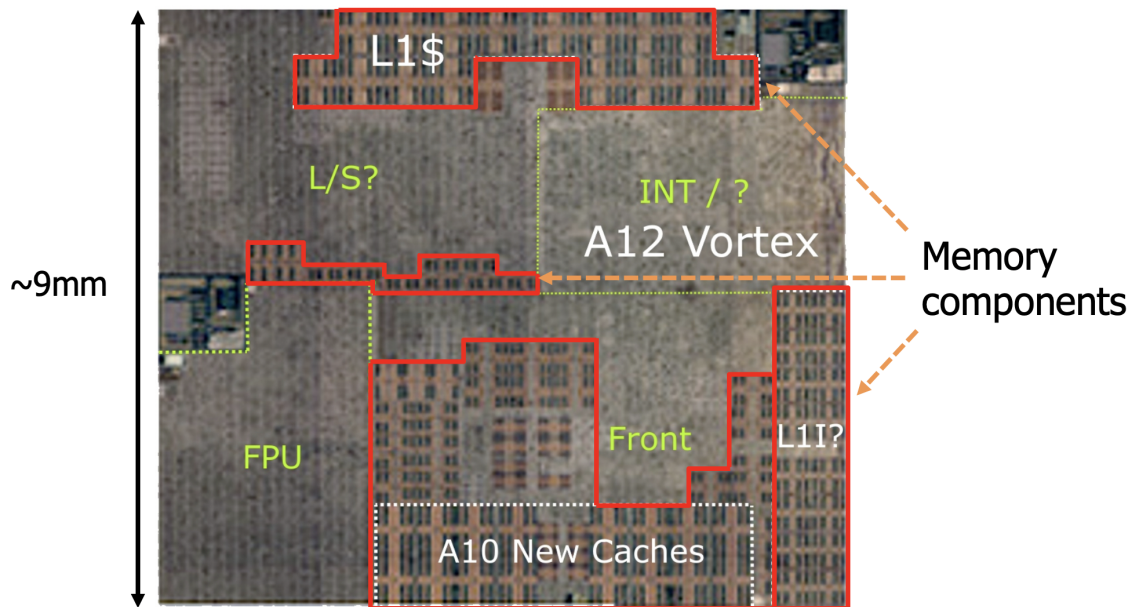 L1$
L/S?
INT / ?
A12 Vortex
Memory
components
~9mm
FPU
Front
L1I?
A10 New Caches